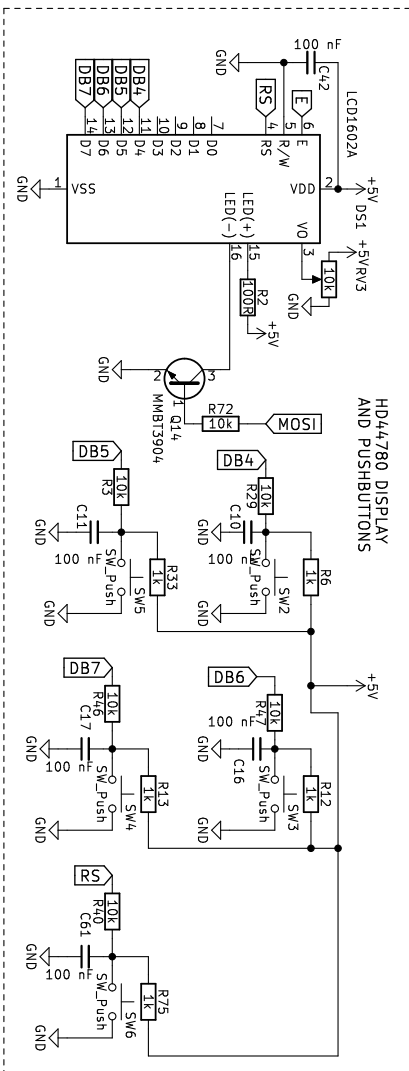 HD44780 DISPLAY
AND PUSHBUTTONS
LCD1602A
DS1
100 nF
C42
GND
+5V
RS
E
DB7
DB6
DB5
DB4
14
13
12
11
10
9
8
7
4
5
6
D7
D6
D5
D4
D3
D2
D1
D0
RS
R/W
E
GND
1
VSS
VDD
2
LED(-)
LED(+)
VO
16
15
3
R2
100R
+5V
+5V
RV3
10k
GND
GND
2
3
1
Q14
MMBT3904
R72
10k
MOSI
DB5
10k
R3
C11
100 nF
GND
R33
1k
SW_Push
SW5
GND
DB4
10k
R29
C10
100 nF
GND
R6
1k
SW_Push
SW2
GND
+5V
DB7
10k
R46
C17
100 nF
GND
R13
1k
SW_Push
SW4
GND
DB6
10k
R47
100 nF
C16
GND
R12
1k
SW_Push
SW3
GND
RS
10k
R40
C61
100 nF
GND
R75
1k
SW_Push
SW6
GND